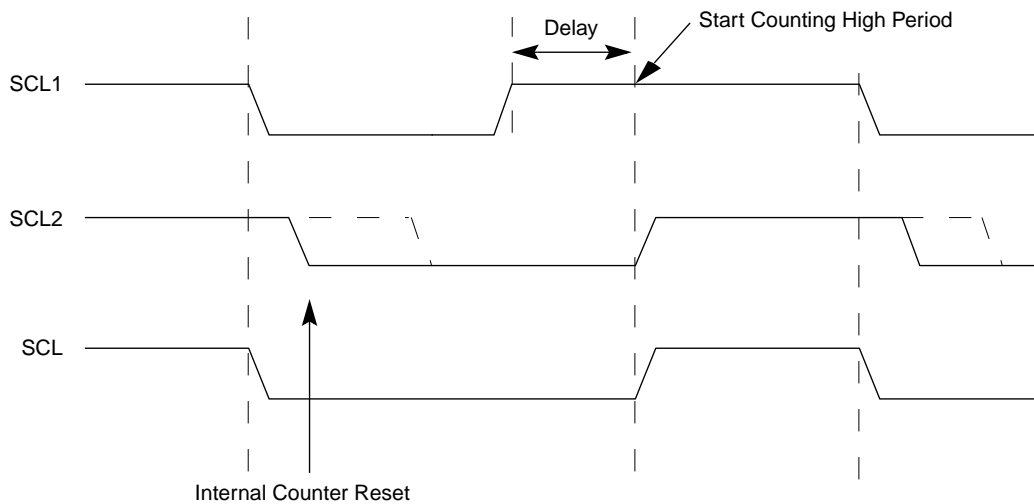 Start Counting High Period
Delay
SCL1
SCL2
SCL
Internal Counter Reset